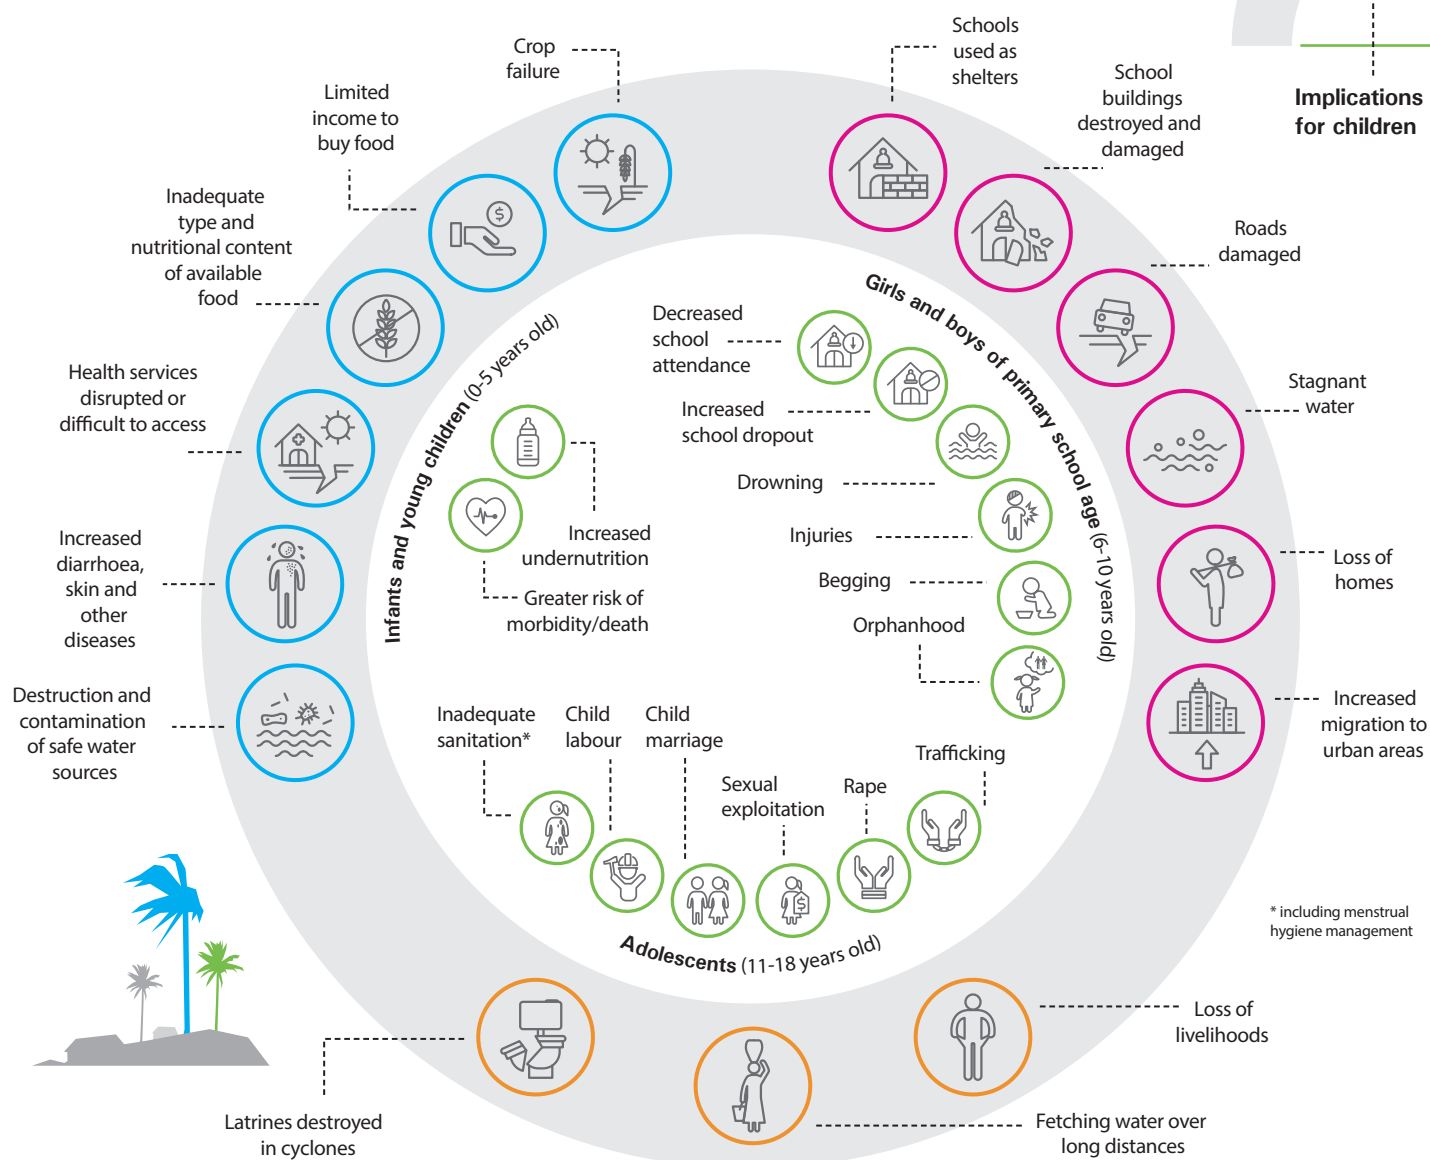 Crop
failure
Limited
income to
buy food
Inadequate
type and
nutritional content
of available
food
Health services
disrupted or
difficult to access
Increased
diarrhoea,
skin and
other
diseases
Destruction and
contamination
of safe water
sources
Schools
used as
shelters
School
buildings
destroyed and
damaged
Implications
for children
Roads
damaged
Stagnant
water
Loss of
homes
Increased
migration to
urban areas
Infants and young children (0-5 years old)
Increased
undernutrition
Greater risk of
morbidity/death
Girls and boys of primary school age (6-10 years old)
Decreased
school
attendance
Increased
school dropout
Drowning
Injuries
Begging
Orphanhood
Inadequate
sanitation*
Child
labour
Child
marriage
Sexual
exploitation
Rape
Trafficking
Adolescents (11-18 years old)
* including menstrual
hygiene management
Latrines destroyed
in cyclones
Fetching water over
long distances
Loss of
livelihoods